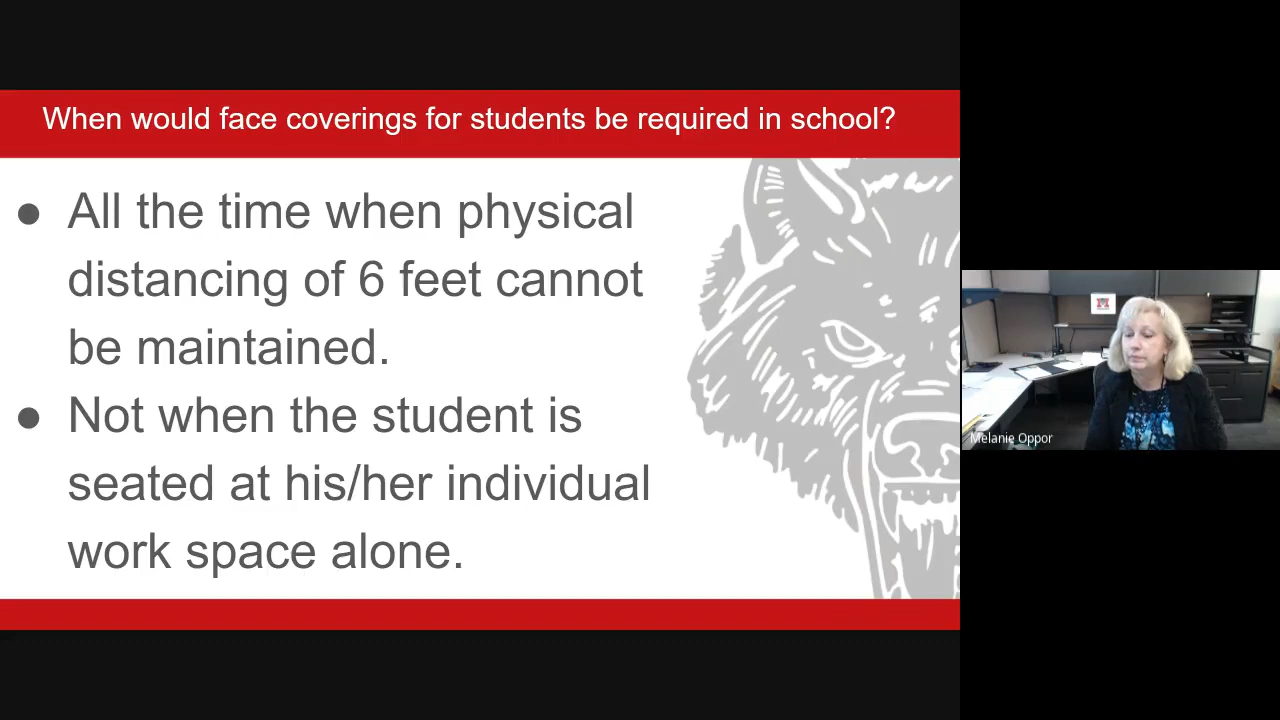 When would face coverings for students be required in school?
● All the time when physical
distancing of 6 feet cannot
be maintained.
● Not when the student is
seated at his/her individual
work space alone.
Melanie Oppor